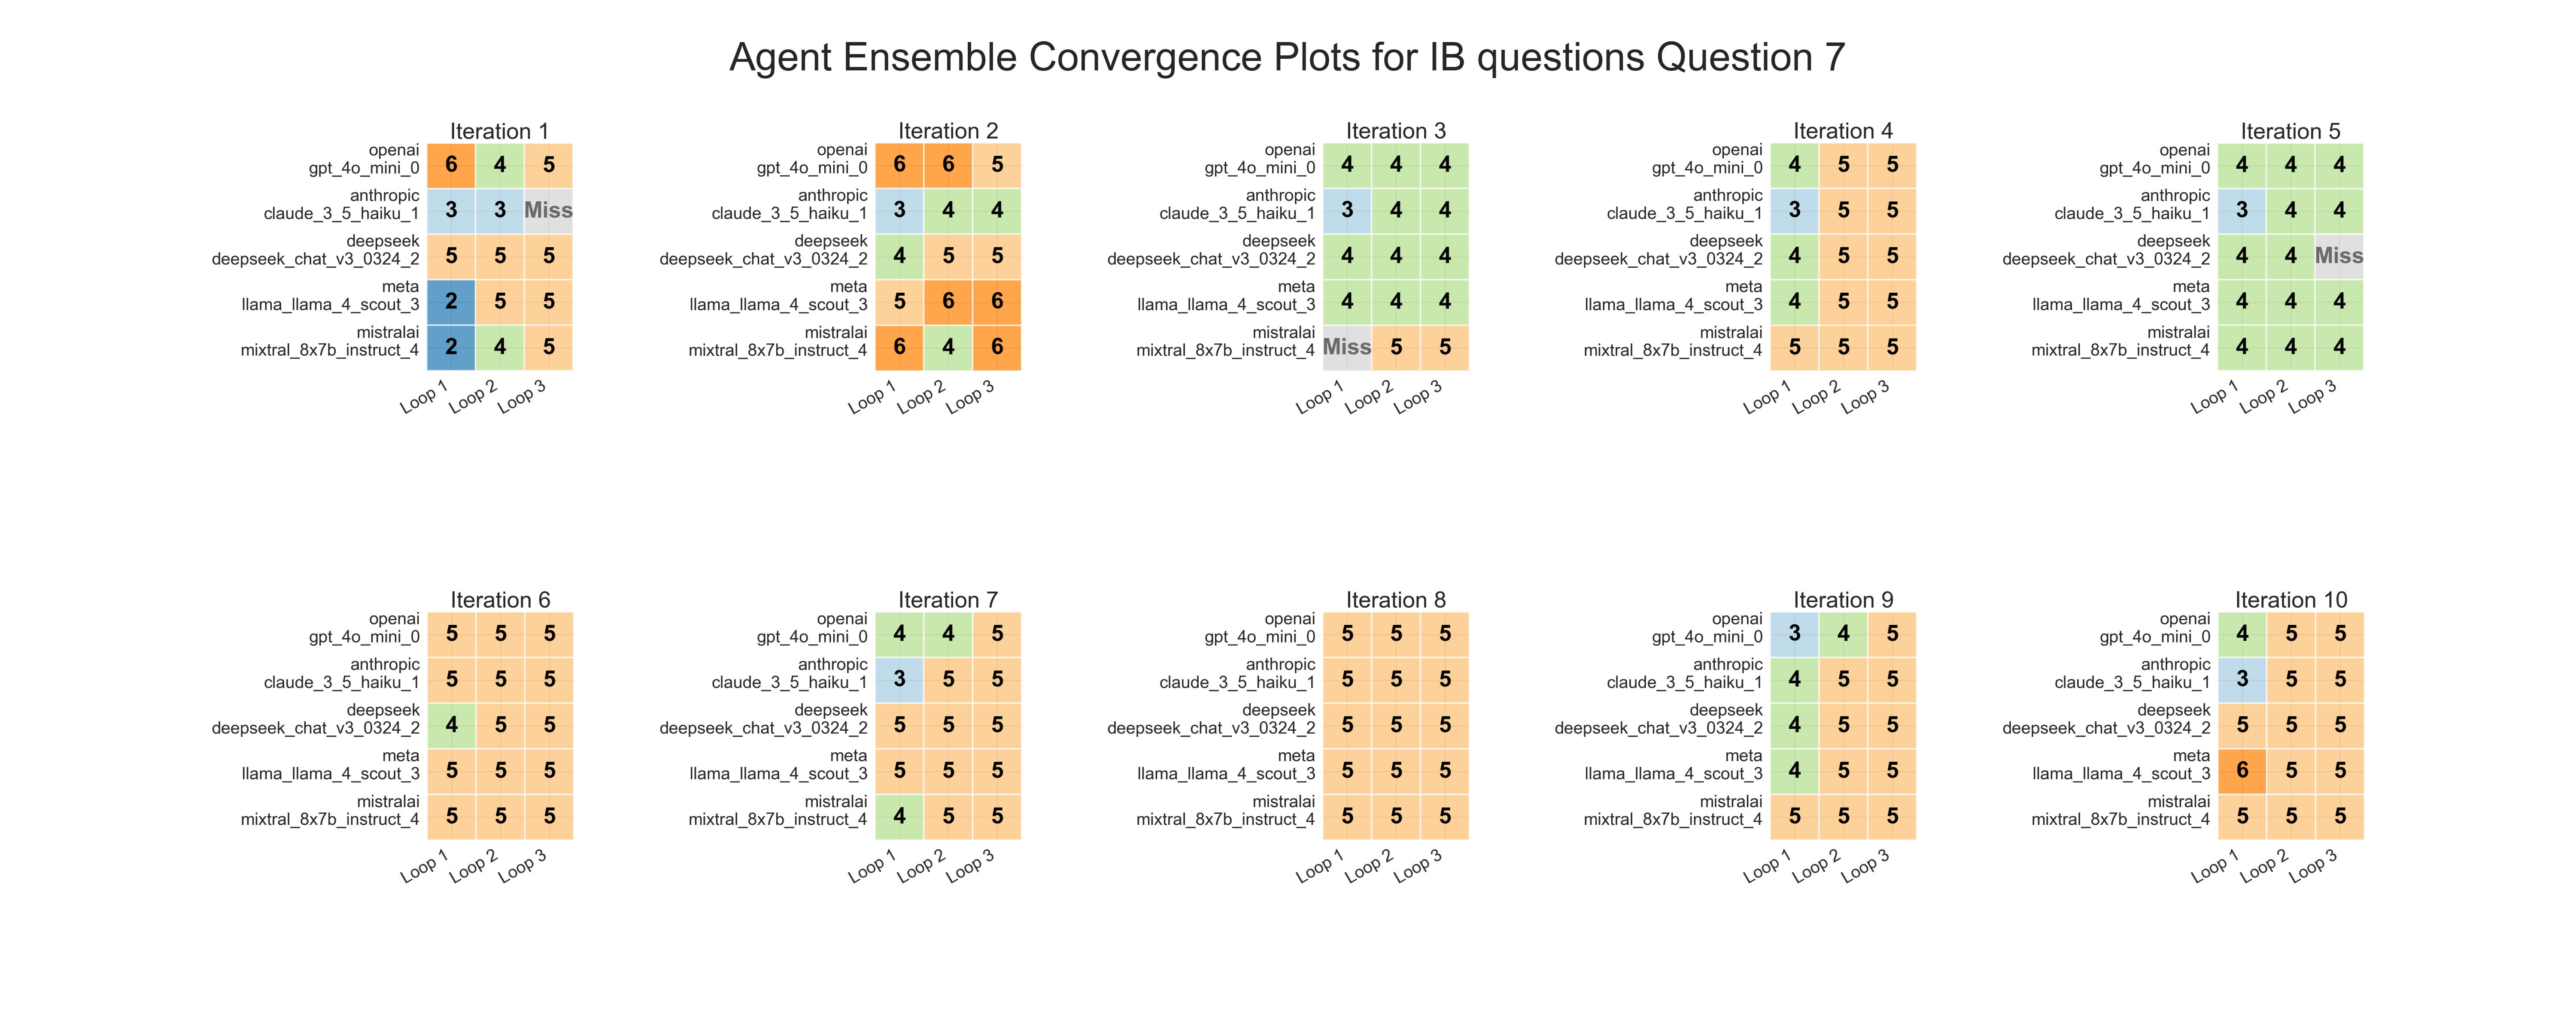 Agent Ensemble Convergence Plots for IB questions Question 7
Iteration 1
openai
gpt_4o_mini_0
6 4 5
anthropic
claude_3_5_haiku_1
3 3 Miss
deepseek
deepseek_chat_v3_0324_2
5 5 5
meta
llama_llama_4_scout_3
2 5 5
mistralai
mixtral_8x7b_instruct_4
2 4 5
Loop 1 Loop 2 Loop 3
Iteration 2
openai
gpt_4o_mini_0
6 6 5
anthropic
claude_3_5_haiku_1
3 4 4
deepseek
deepseek_chat_v3_0324_2
4 5 5
meta
llama_llama_4_scout_3
5 6 6
mistralai
mixtral_8x7b_instruct_4
6 4 6
Loop 1 Loop 2 Loop 3
Iteration 3
openai
gpt_4o_mini_0
4 4 4
anthropic
claude_3_5_haiku_1
3 4 4
deepseek
deepseek_chat_v3_0324_2
4 4 4
meta
llama_llama_4_scout_3
4 4 4
mistralai
mixtral_8x7b_instruct_4
Miss 5 5
Loop 1 Loop 2 Loop 3
Iteration 4
openai
gpt_4o_mini_0
4 5 5
anthropic
claude_3_5_haiku_1
3 5 5
deepseek
deepseek_chat_v3_0324_2
4 5 5
meta
llama_llama_4_scout_3
4 5 5
mistralai
mixtral_8x7b_instruct_4
5 5 5
Loop 1 Loop 2 Loop 3
Iteration 5
openai
gpt_4o_mini_0
4 4 4
anthropic
claude_3_5_haiku_1
3 4 4
deepseek
deepseek_chat_v3_0324_2
4 4 Miss
meta
llama_llama_4_scout_3
4 4 4
mistralai
mixtral_8x7b_instruct_4
4 4 4
Loop 1 Loop 2 Loop 3
Iteration 6
openai
gpt_4o_mini_0
5 5 5
anthropic
claude_3_5_haiku_1
5 5 5
deepseek
deepseek_chat_v3_0324_2
4 5 5
meta
llama_llama_4_scout_3
5 5 5
mistralai
mixtral_8x7b_instruct_4
5 5 5
Loop 1 Loop 2 Loop 3
Iteration 7
openai
gpt_4o_mini_0
4 4 5
anthropic
claude_3_5_haiku_1
3 5 5
deepseek
deepseek_chat_v3_0324_2
5 5 5
meta
llama_llama_4_scout_3
5 5 5
mistralai
mixtral_8x7b_instruct_4
4 5 5
Loop 1 Loop 2 Loop 3
Iteration 8
openai
gpt_4o_mini_0
5 5 5
anthropic
claude_3_5_haiku_1
5 5 5
deepseek
deepseek_chat_v3_0324_2
5 5 5
meta
llama_llama_4_scout_3
5 5 5
mistralai
mixtral_8x7b_instruct_4
5 5 5
Loop 1 Loop 2 Loop 3
Iteration 9
openai
gpt_4o_mini_0
3 4 5
anthropic
claude_3_5_haiku_1
4 5 5
deepseek
deepseek_chat_v3_0324_2
4 5 5
meta
llama_llama_4_scout_3
4 5 5
mistralai
mixtral_8x7b_instruct_4
5 5 5
Loop 1 Loop 2 Loop 3
Iteration 10
openai
gpt_4o_mini_0
4 5 5
anthropic
claude_3_5_haiku_1
3 5 5
deepseek
deepseek_chat_v3_0324_2
5 5 5
meta
llama_llama_4_scout_3
6 5 5
mistralai
mixtral_8x7b_instruct_4
5 5 5
Loop 1 Loop 2 Loop 3